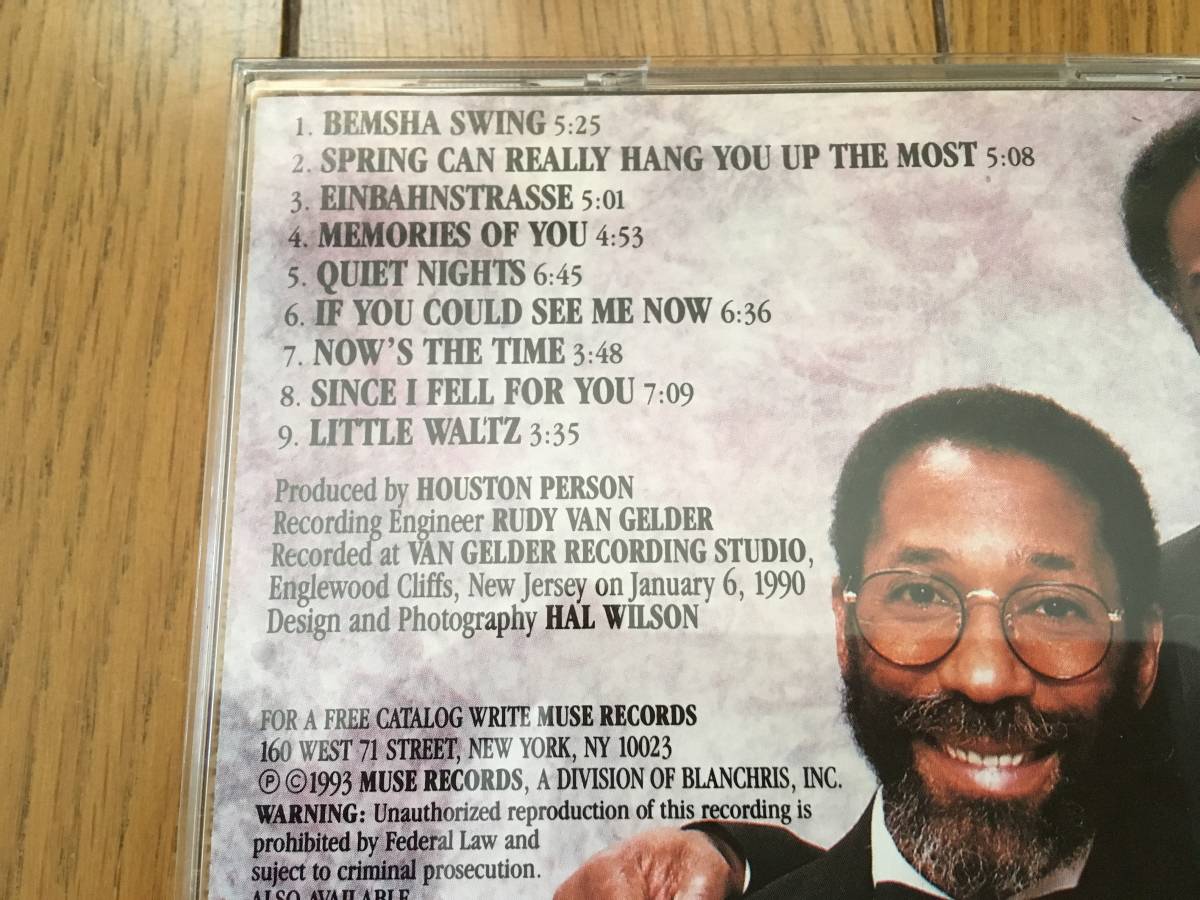 1. BEMSHA SWING 5:25
2. SPRING CAN REALLY HANG YOU UP THE MOST 5:08
3. EINBAHNSTRASSE 5:01
4. MEMORIES OF YOU 4:53
5. QUIET NIGHTS 6:45
6. IF YOU COULD SEE ME NOW 6:36
7. NOW'S THE TIME 3:48
8. SINCE I FELL FOR YOU 7:09
9. LITTLE WALTZ 3:35
Produced by HOUSTON PERSON
Recording Engineer RUDY VAN GELDER
Recorded at VAN GELDER RECORDING STUDIO,
Englewood Cliffs, New Jersey on January 6, 1990
Design and Photography HAL WILSON
FOR A FREE CATALOG WRITE MUSE RECORDS
160 WEST 71 STREET, NEW YORK, NY 10023
℗ ©1993 MUSE RECORDS, A DIVISION OF BLANCHRIS, INC.
WARNING: Unauthorized reproduction of this recording is
prohibited by Federal Law and
suject to criminal prosecution.
ALSO AVAILABLE